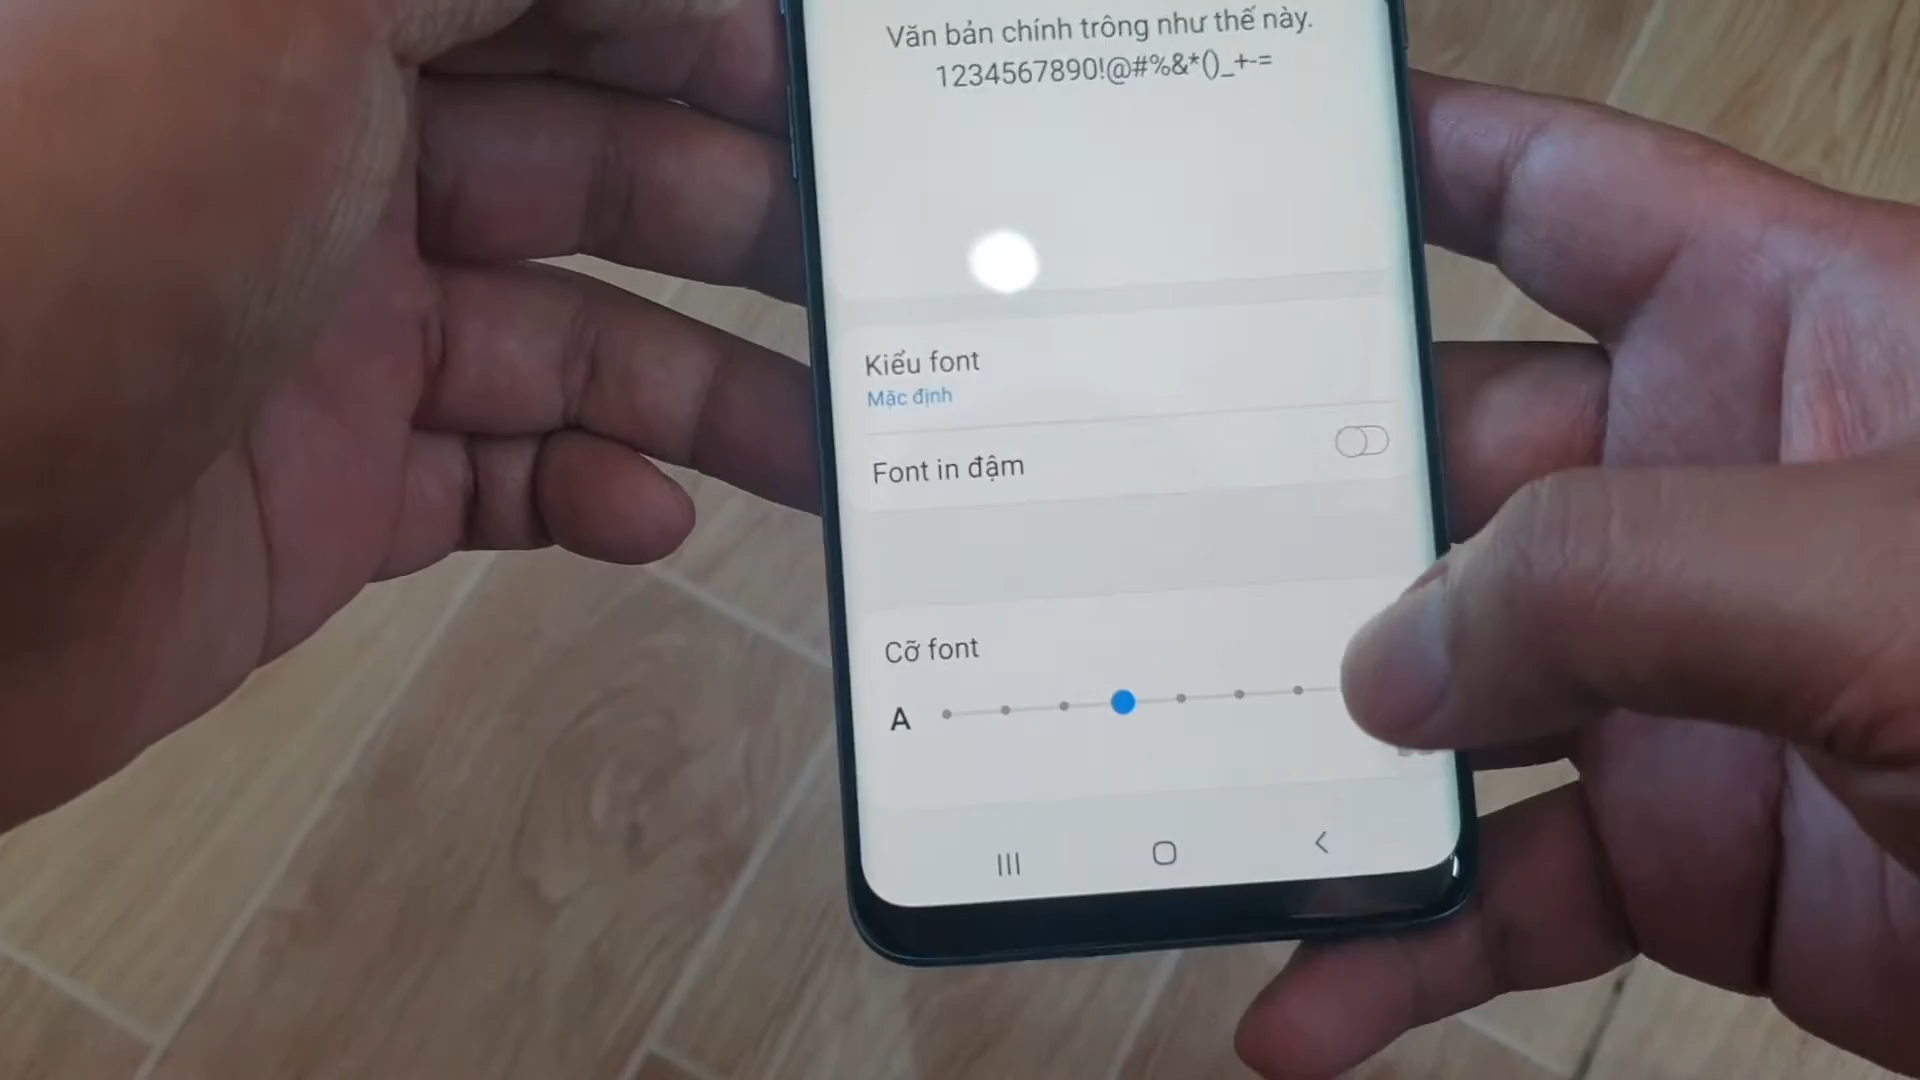 Văn bản chính trông như thế này.
1234567890!@#%&*()_+-=
Kiểu font
Mặc định
Font in đậm
Cỡ font
A